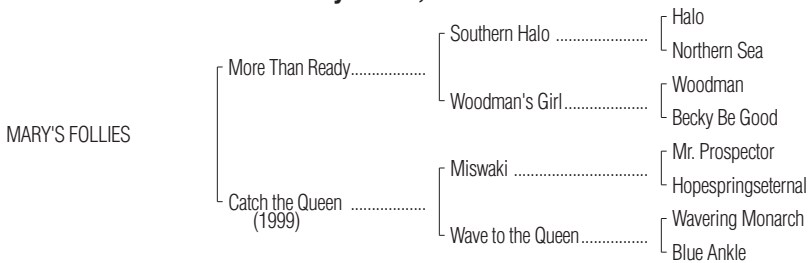 Halo
Southern Halo ......................
Northern Sea
More Than Ready..................
Woodman
Woodman's Girl....................
Becky Be Good
MARY'S FOLLIES
Mr. Prospector
Miswaki ................................
Hopespringseternal
Catch the Queen ..................
(1999)
Wavering Monarch
Wave to the Queen................
Blue Ankle